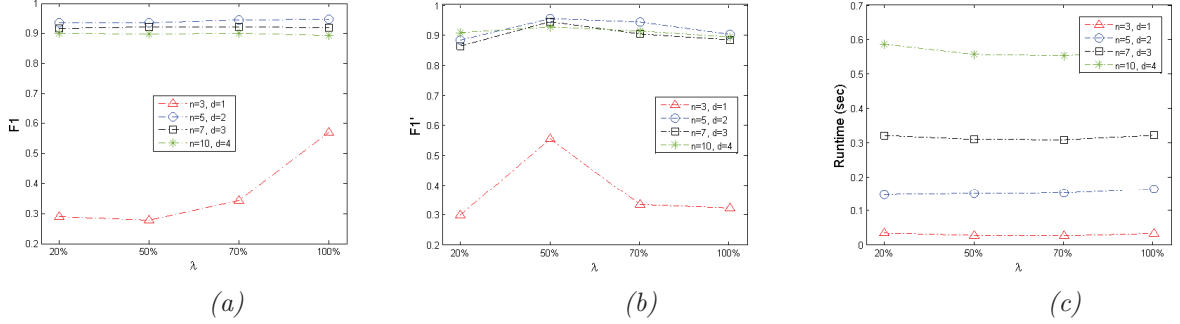 1
0.9
0.8
0.7
0.6
0.5
0.4
0.3
0.2
F1
20%
50%
70%
100%
λ
n=3, d=1
n=5, d=2
n=7, d=3
n=10, d=4
(a)
1
0.9
0.8
0.7
0.6
0.5
0.4
0.3
0.2
F1'
20%
50%
70%
100%
λ
n=3, d=1
n=5, d=2
n=7, d=3
n=10, d=4
(b)
0.7
0.6
0.5
0.4
0.3
0.2
0.1
0
Runtime (sec)
20%
50%
70%
100%
λ
n=3, d=1
n=5, d=2
n=7, d=3
n=10, d=4
(c)